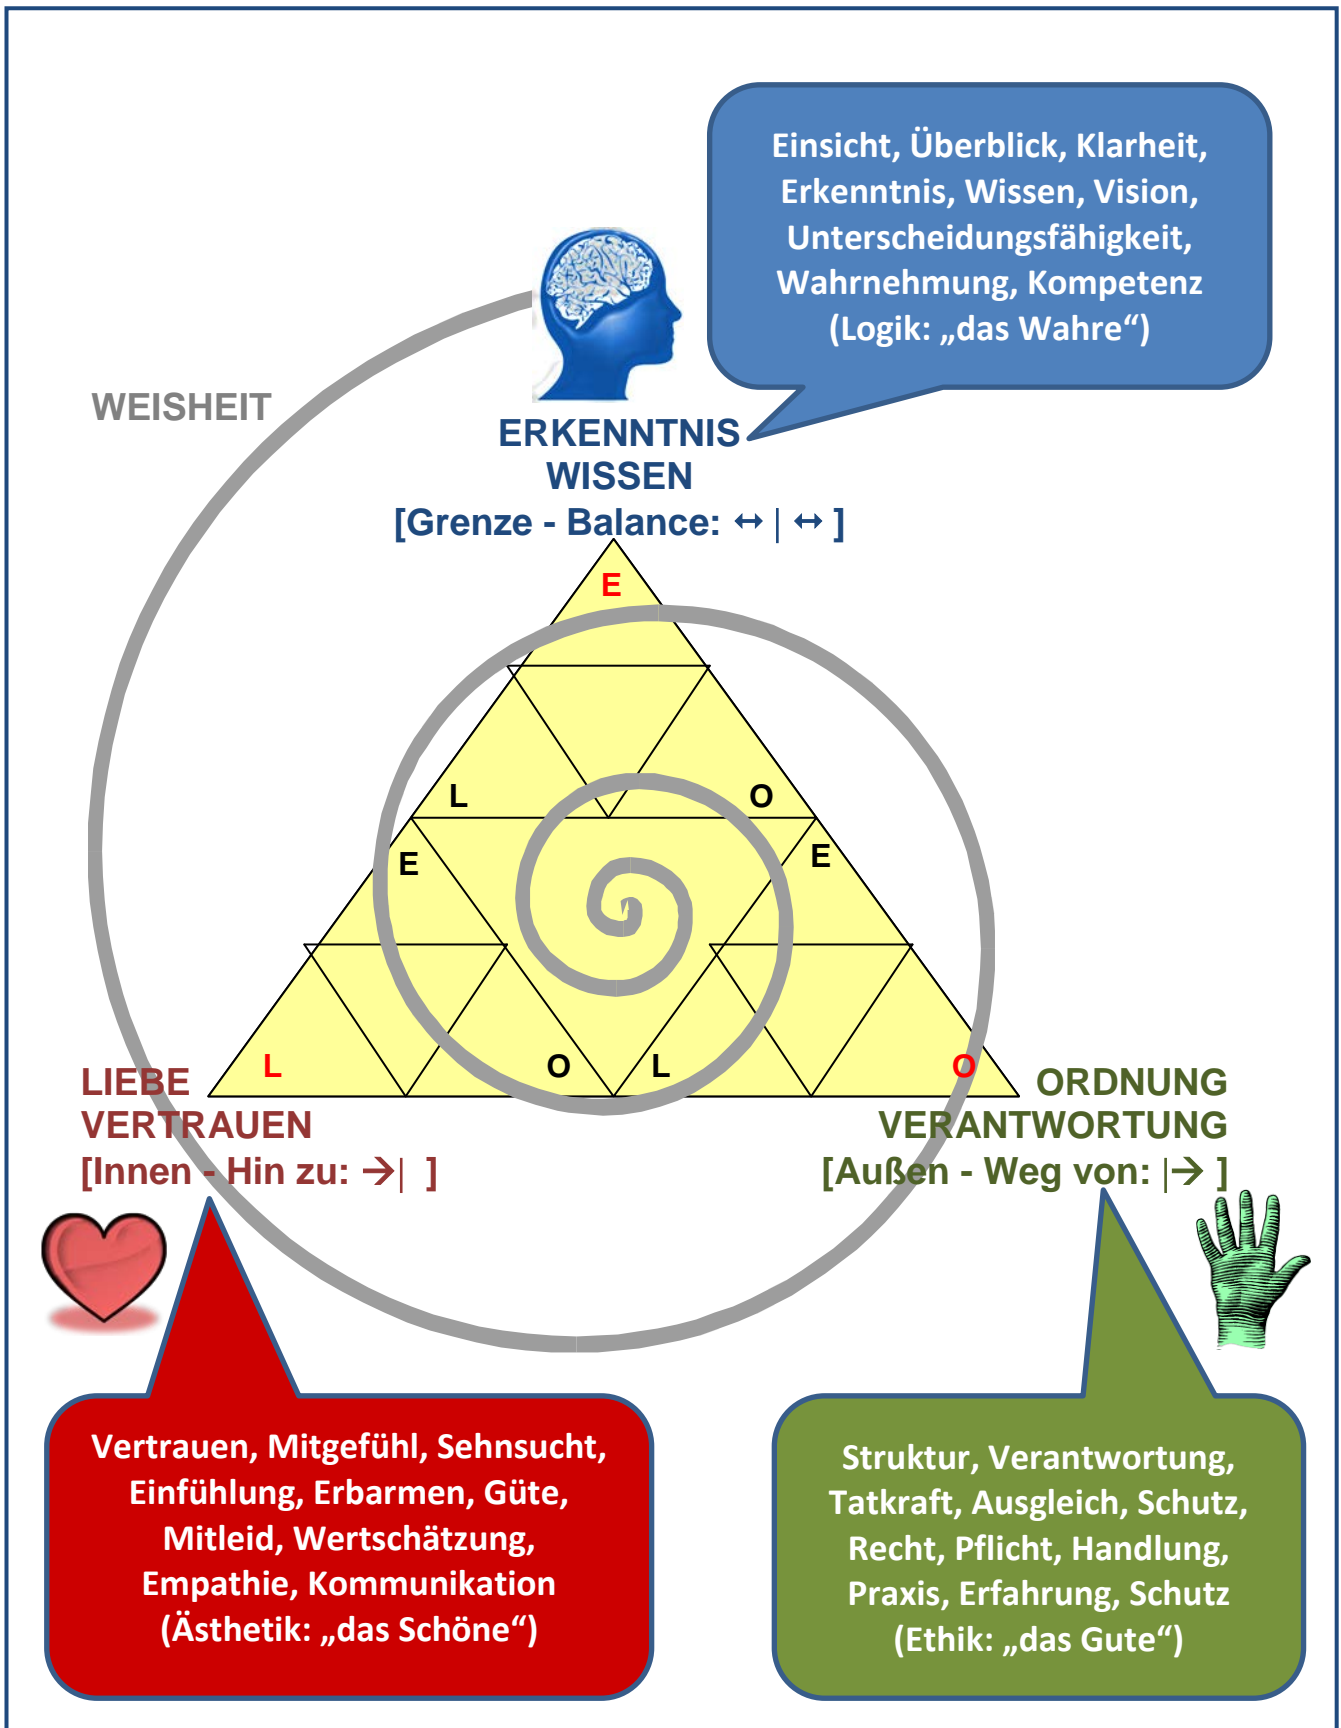 Einsicht, Überblick, Klarheit,
Erkenntnis, Wissen, Vision,
Unterscheidungsfähigkeit,
Wahrnehmung, Kompetenz
(Logik: „das Wahre“)
WEISHEIT
ERKENNTNIS
WISSEN
[Grenze - Balance: ↔ | ↔ ]
E
L
O
E
E
L
O
L
O
LIEBE
VERTRAUEN
[Innen - Hin zu: →| ]
ORDNUNG
VERANTWORTUNG
[Außen - Weg von: |→ ]
Vertrauen, Mitgefühl, Sehnsucht,
Einfühlung, Erbarmen, Güte,
Mitleid, Wertschätzung,
Empathie, Kommunikation
(Ästhetik: „das Schöne“)
Struktur, Verantwortung,
Tatkraft, Ausgleich, Schutz,
Recht, Pflicht, Handlung,
Praxis, Erfahrung, Schutz
(Ethik: „das Gute“)